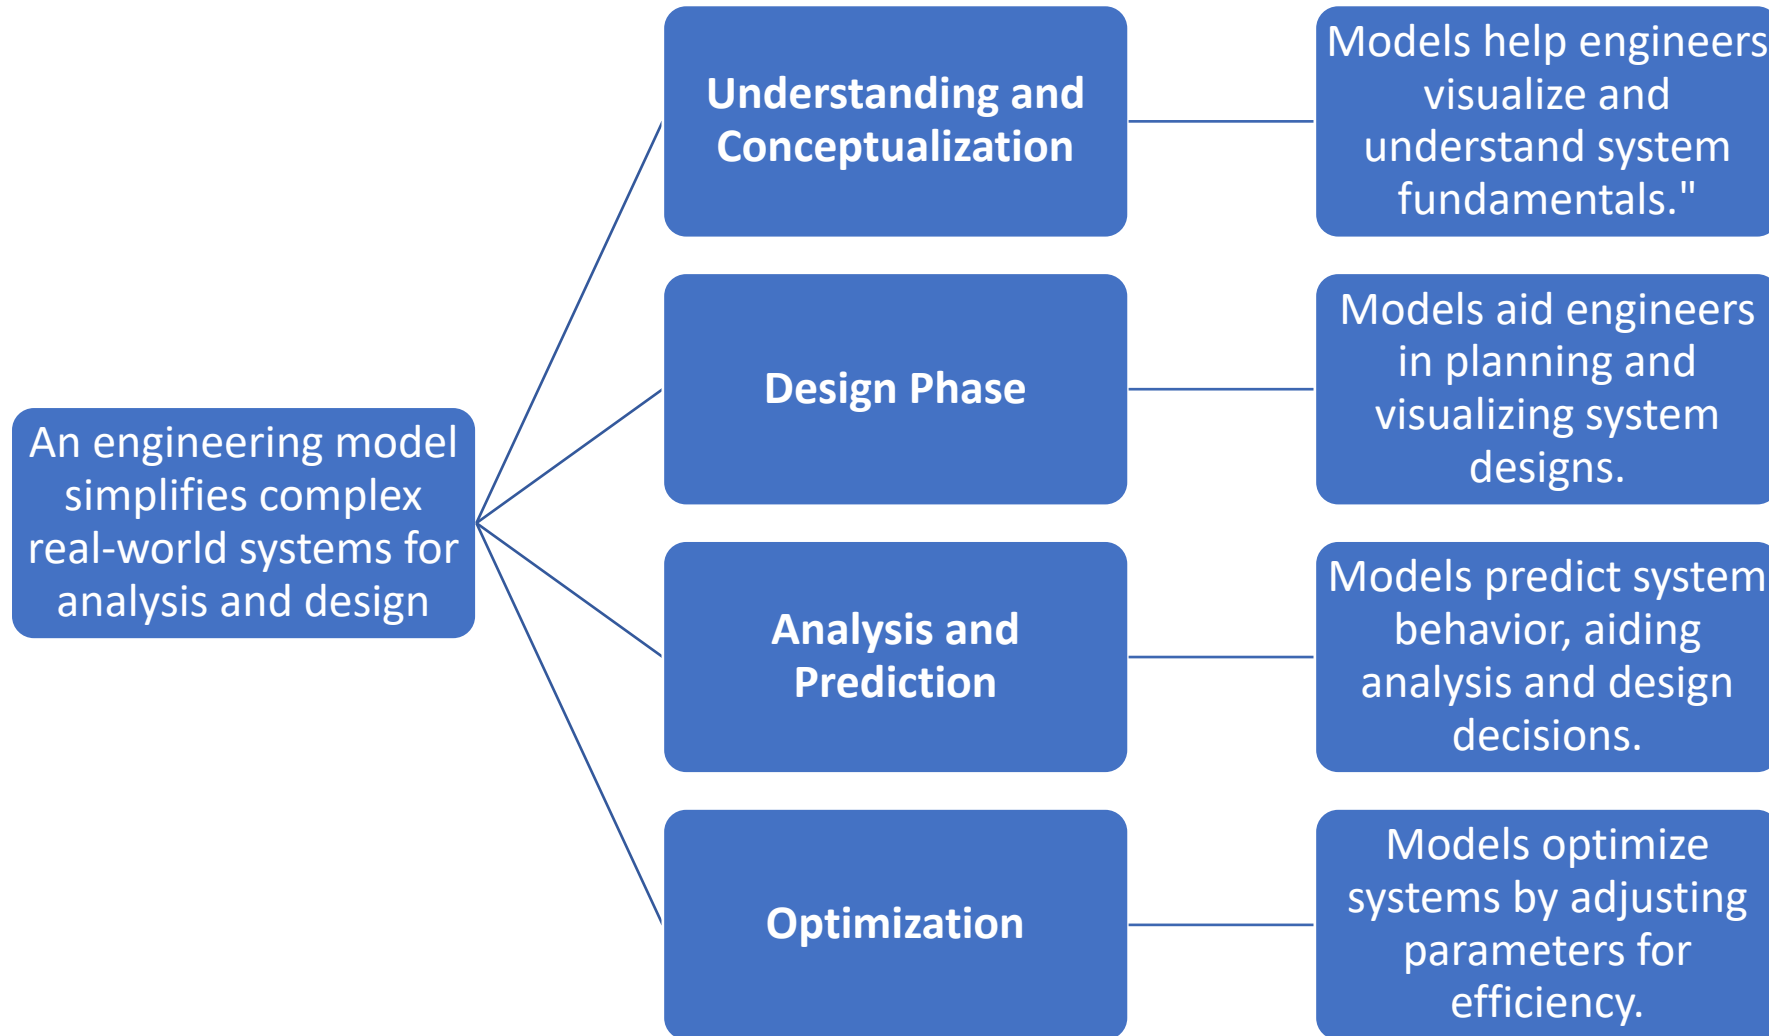 An engineering model
simplifies complex
real-world systems for
analysis and design
Understanding and
Conceptualization
Models help engineers
visualize and
understand system
fundamentals."
Design Phase
Models aid engineers
in planning and
visualizing system
designs.
Analysis and
Prediction
Models predict system
behavior, aiding
analysis and design
decisions.
Optimization
Models optimize
systems by adjusting
parameters for
efficiency.